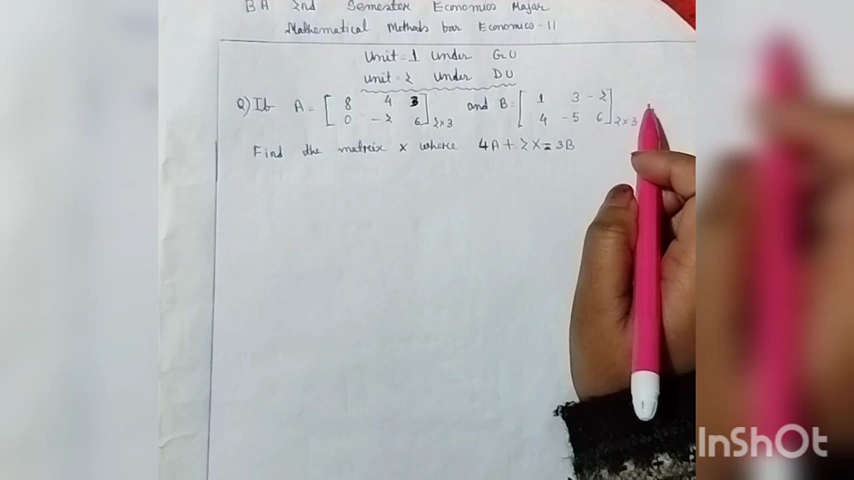 BA 2nd Semester Economics Major
Mathematical Methods for Economics - II
Unit = 1 under GU
Unit = 2 under DU
Q) If A = [ 8 4 3 ] and B = [ 1 3 -2 ]
0 -2 6 2×3 4 -5 6 2×3
Find the matrix x where 4A + 2X = 3B
InShOt